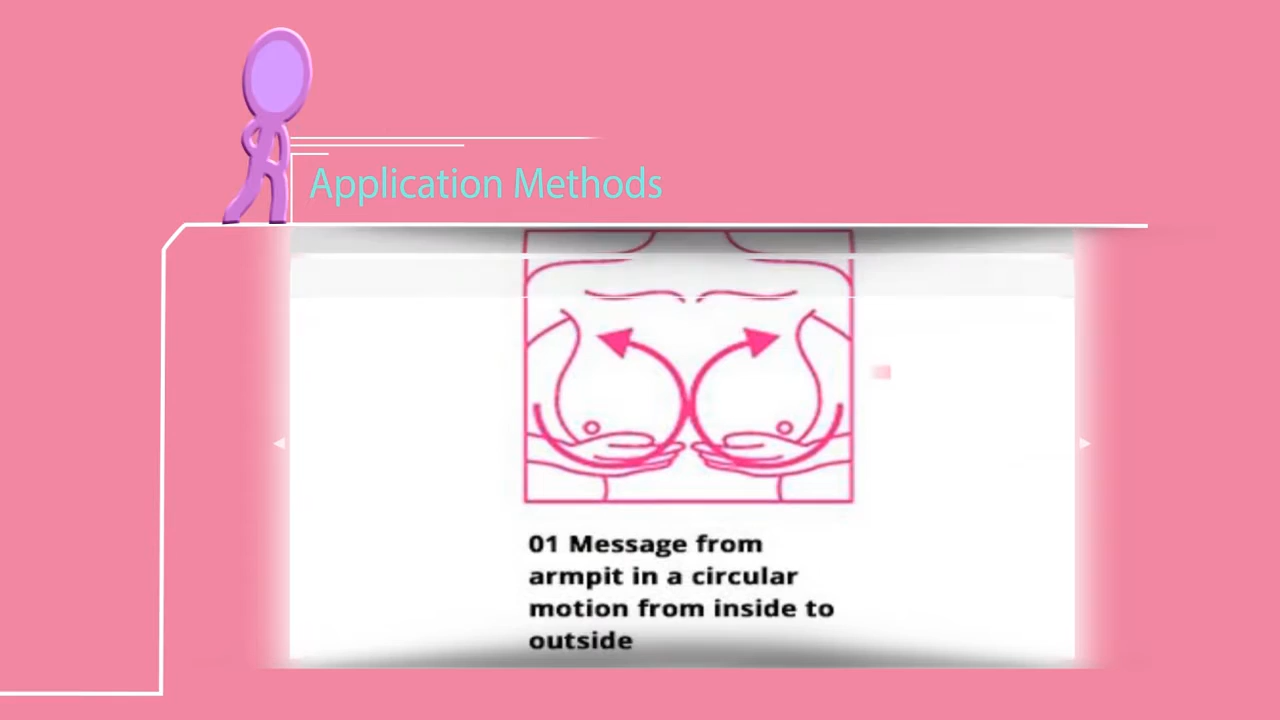 Application Methods
01 Message from
armpit in a circular
motion from inside to
outside